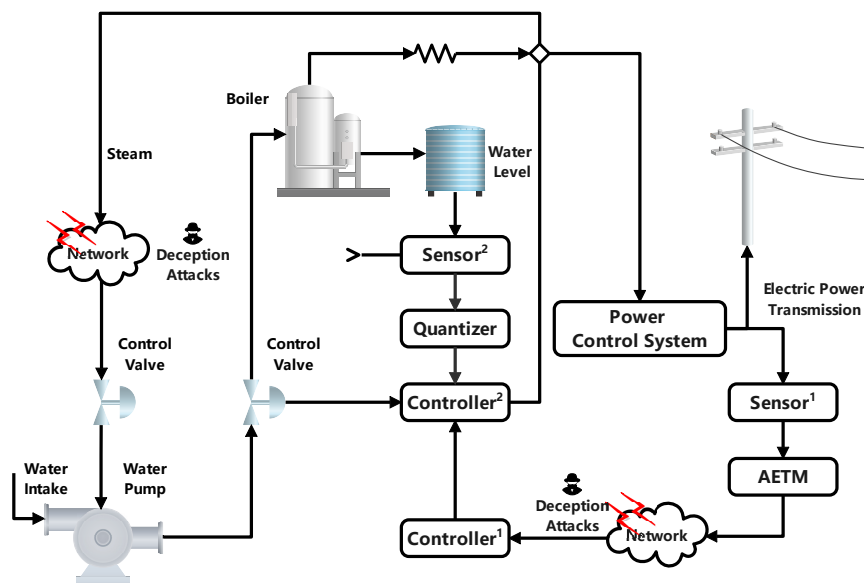 Boiler
Steam
Water
Level
Network
Deception
Attacks
Sensor²
Electric Power
Transmission
Power
Control System
Quantizer
Control
Valve
Control
Valve
Controller²
Sensor¹
Water
Intake
Water
Pump
AETM
Deception
Attacks
Controller¹
Network